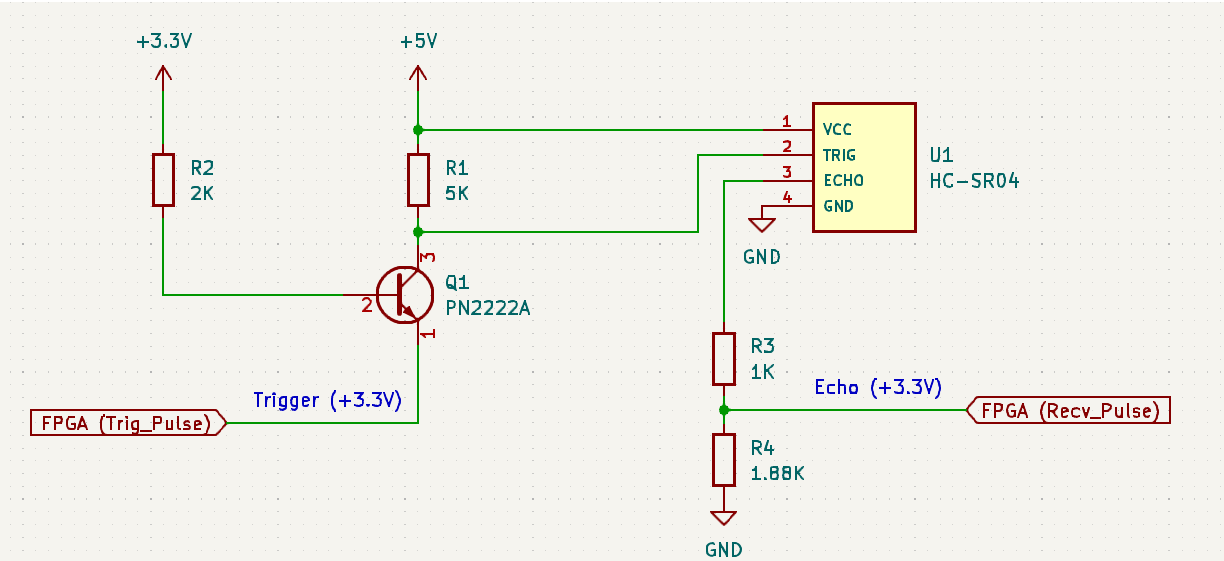 +3.3V
+5V
R2
2K
R1
5K
1
2
3
4
VCC
TRIG
ECHO
GND
U1
HC-SR04
GND
3
2
1
Q1
PN2222A
R3
1K
Trigger (+3.3V)
FPGA (Trig_Pulse)
Echo (+3.3V)
FPGA (Recv_Pulse)
R4
1.88K
GND